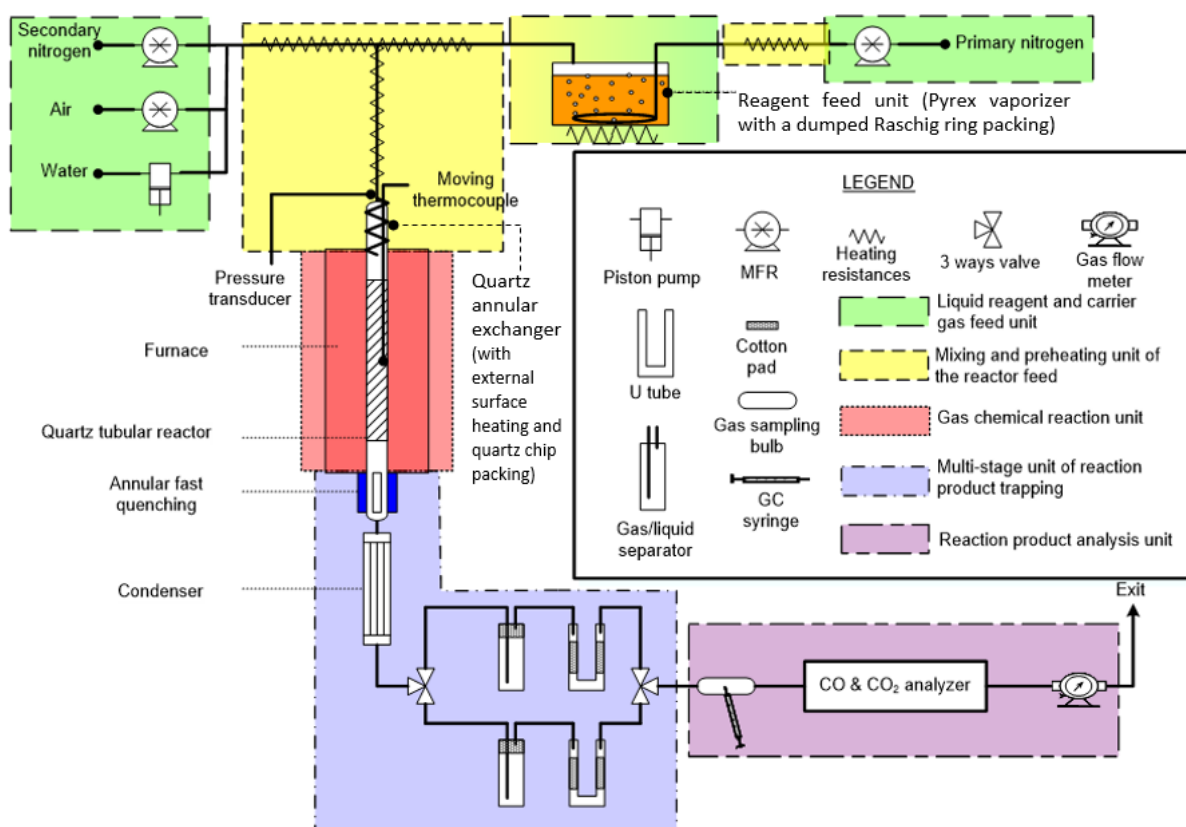 Secondary
nitrogen
Air
Water
Primary nitrogen
Reagent feed unit (Pyrex vaporizer
with a dumped Raschig ring packing)
Moving
thermocouple
Pressure
transducer
Quartz
annular
exchanger
(with
external
surface
heating and
quartz chip
packing)
Furnace
Quartz tubular reactor
Annular fast
quenching
Condenser
LEGEND
Piston pump
MFR
Heating
resistances
3 ways valve
Gas flow
meter
U tube
Cotton
pad
Gas sampling
bulb
Gas/liquid
separator
GC
syringe
Liquid reagent and carrier
gas feed unit
Mixing and preheating unit of
the reactor feed
Gas chemical reaction unit
Multi-stage unit of reaction
product trapping
Reaction product analysis unit
Exit
CO & CO₂ analyzer